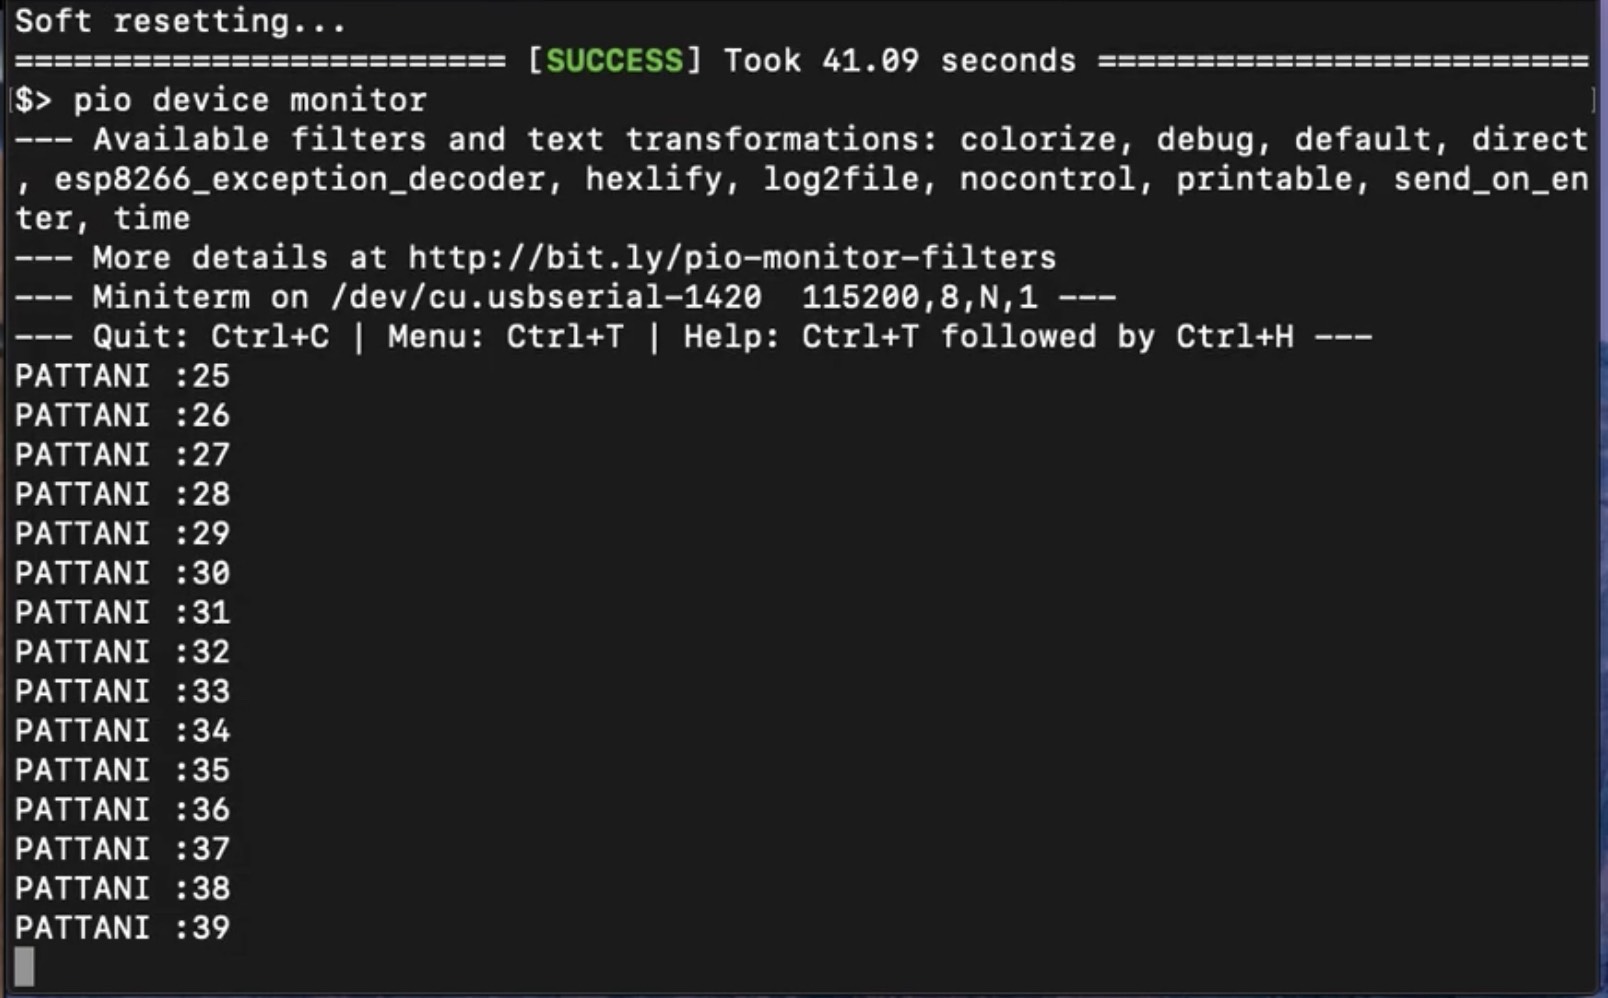 Soft resetting...
========================= [SUCCESS] Took 41.09 seconds =========================
[$> pio device monitor ]
--- Available filters and text transformations: colorize, debug, default, direct
, esp8266_exception_decoder, hexlify, log2file, nocontrol, printable, send_on_en
ter, time
--- More details at http://bit.ly/pio-monitor-filters
--- Miniterm on /dev/cu.usbserial-1420  115200,8,N,1 ---
--- Quit: Ctrl+C | Menu: Ctrl+T | Help: Ctrl+T followed by Ctrl+H ---
PATTANI :25
PATTANI :26
PATTANI :27
PATTANI :28
PATTANI :29
PATTANI :30
PATTANI :31
PATTANI :32
PATTANI :33
PATTANI :34
PATTANI :35
PATTANI :36
PATTANI :37
PATTANI :38
PATTANI :39